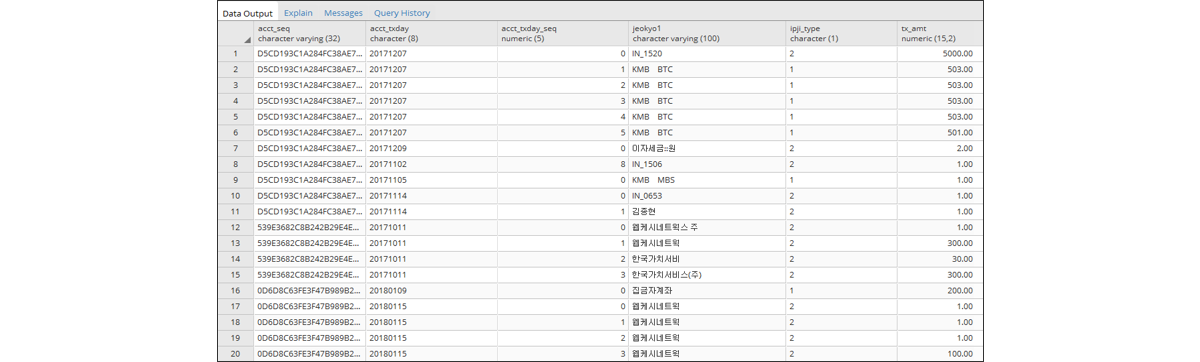 Data Output Explain Messages Query History
acct_seq acct_txday acct_txday_seq jeokyo1 ipji_type tx_amt
character varying (32) character (8) numeric (5) character varying (100) character (1) numeric (15,2)
1 D5CD193C1A284FC38AE7... 20171207 0 IN_1520 2 5000.00
2 D5CD193C1A284FC38AE7... 20171207 1 KMB BTC 1 503.00
3 D5CD193C1A284FC38AE7... 20171207 2 KMB BTC 1 503.00
4 D5CD193C1A284FC38AE7... 20171207 3 KMB BTC 1 503.00
5 D5CD193C1A284FC38AE7... 20171207 4 KMB BTC 1 503.00
6 D5CD193C1A284FC38AE7... 20171207 5 KMB BTC 1 501.00
7 D5CD193C1A284FC38AE7... 20171209 0 이자세금::원 2 2.00
8 D5CD193C1A284FC38AE7... 20171102 8 IN_1506 2 1.00
9 D5CD193C1A284FC38AE7... 20171105 0 KMB MBS 1 1.00
10 D5CD193C1A284FC38AE7... 20171114 0 IN_0653 2 1.00
11 D5CD193C1A284FC38AE7... 20171114 1 김중현 2 1.00
12 539E3682C8B242B29E4E... 20171011 0 웹케시네트웍스 주 2 1.00
13 539E3682C8B242B29E4E... 20171011 1 웹케시네트웍 2 300.00
14 539E3682C8B242B29E4E... 20171011 2 한국가치서비 2 30.00
15 539E3682C8B242B29E4E... 20171011 3 한국가치서비스(주) 2 300.00
16 0D6D8C63FE3F47B989B2... 20180109 0 집금자계좌 1 200.00
17 0D6D8C63FE3F47B989B2... 20180115 0 웹케시네트웍 2 1.00
18 0D6D8C63FE3F47B989B2... 20180115 1 웹케시네트웍 2 1.00
19 0D6D8C63FE3F47B989B2... 20180115 2 웹케시네트웍 2 1.00
20 0D6D8C63FE3F47B989B2... 20180115 3 웹케시네트웍 2 100.00